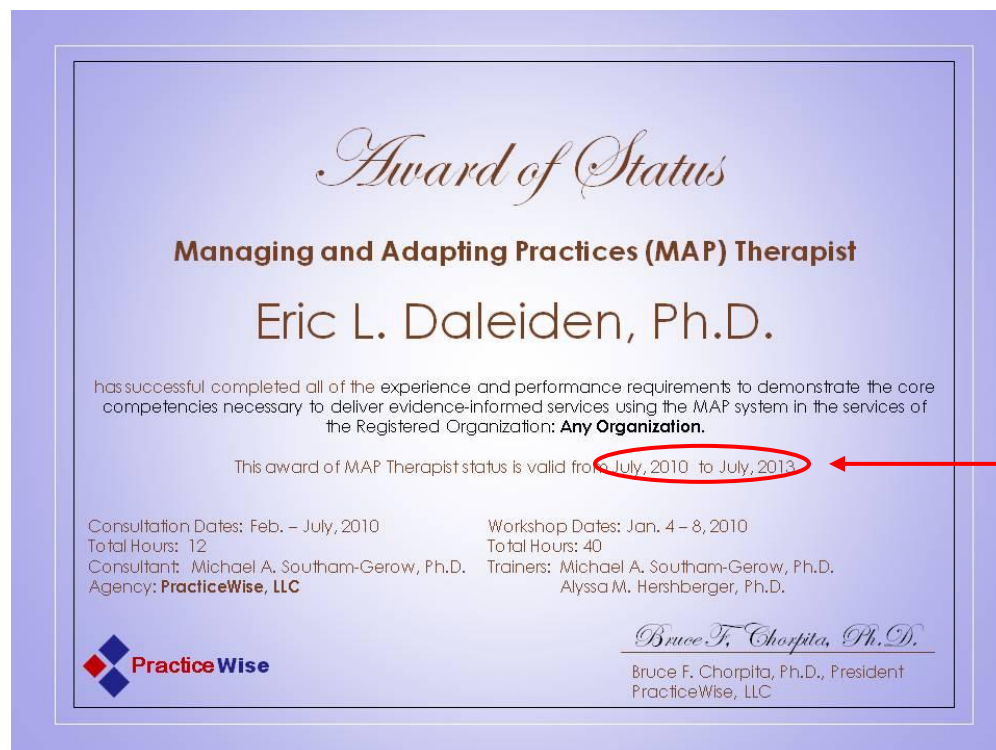 Award of Status
Managing and Adapting Practices (MAP) Therapist
Eric L. Daleiden, Ph.D.
has successful completed all of the experience and performance requirements to demonstrate the core
competencies necessary to deliver evidence-informed services using the MAP system in the services of
the Registered Organization: Any Organization.
This award of MAP Therapist status is valid from July, 2010 to July, 2013
Consultation Dates: Feb. – July, 2010
Total Hours: 12
Consultant: Michael A. Southam-Gerow, Ph.D.
Agency: PracticeWise, LLC
Workshop Dates: Jan. 4 – 8, 2010
Total Hours: 40
Trainers: Michael A. Southam-Gerow, Ph.D.
Alyssa M. Hershberger, Ph.D.
PracticeWise
Bruce F. Chorpita, Ph.D.
Bruce F. Chorpita, Ph.D., President
PracticeWise, LLC